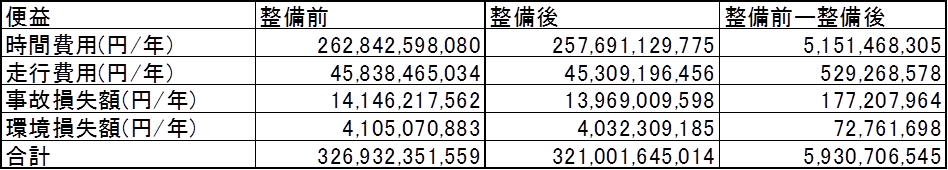 便益 整備前 整備後 整備前ー整備後
時間費用(円/年) 262,842,598,080 257,691,129,775 5,151,468,305
走行費用(円/年) 45,838,465,034 45,309,196,456 529,268,578
事故損失額(円/年) 14,146,217,562 13,969,009,598 177,207,964
環境損失額(円/年) 4,105,070,883 4,032,309,185 72,761,698
合計 326,932,351,559 321,001,645,014 5,930,706,545